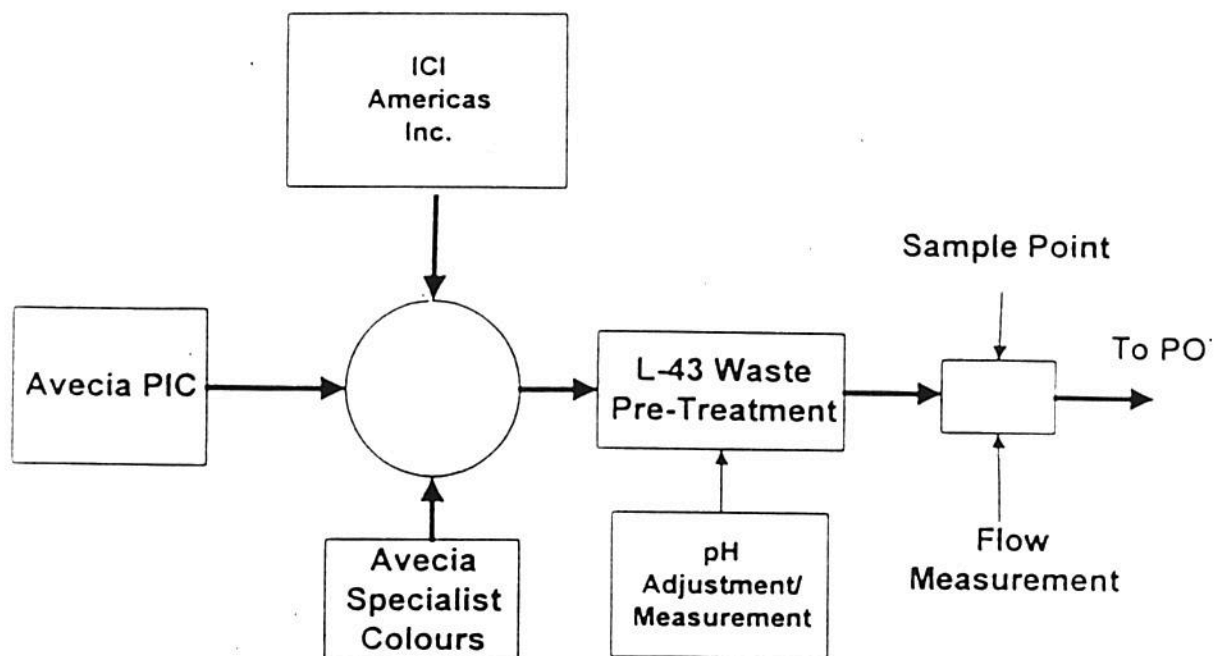 ICI
Americas
Inc.
Sample Point
To PO
Avecia PIC
L-43 Waste
Pre-Treatment
Avecia
Specialist
Colours
pH
Adjustment/
Measurement
Flow
Measurement